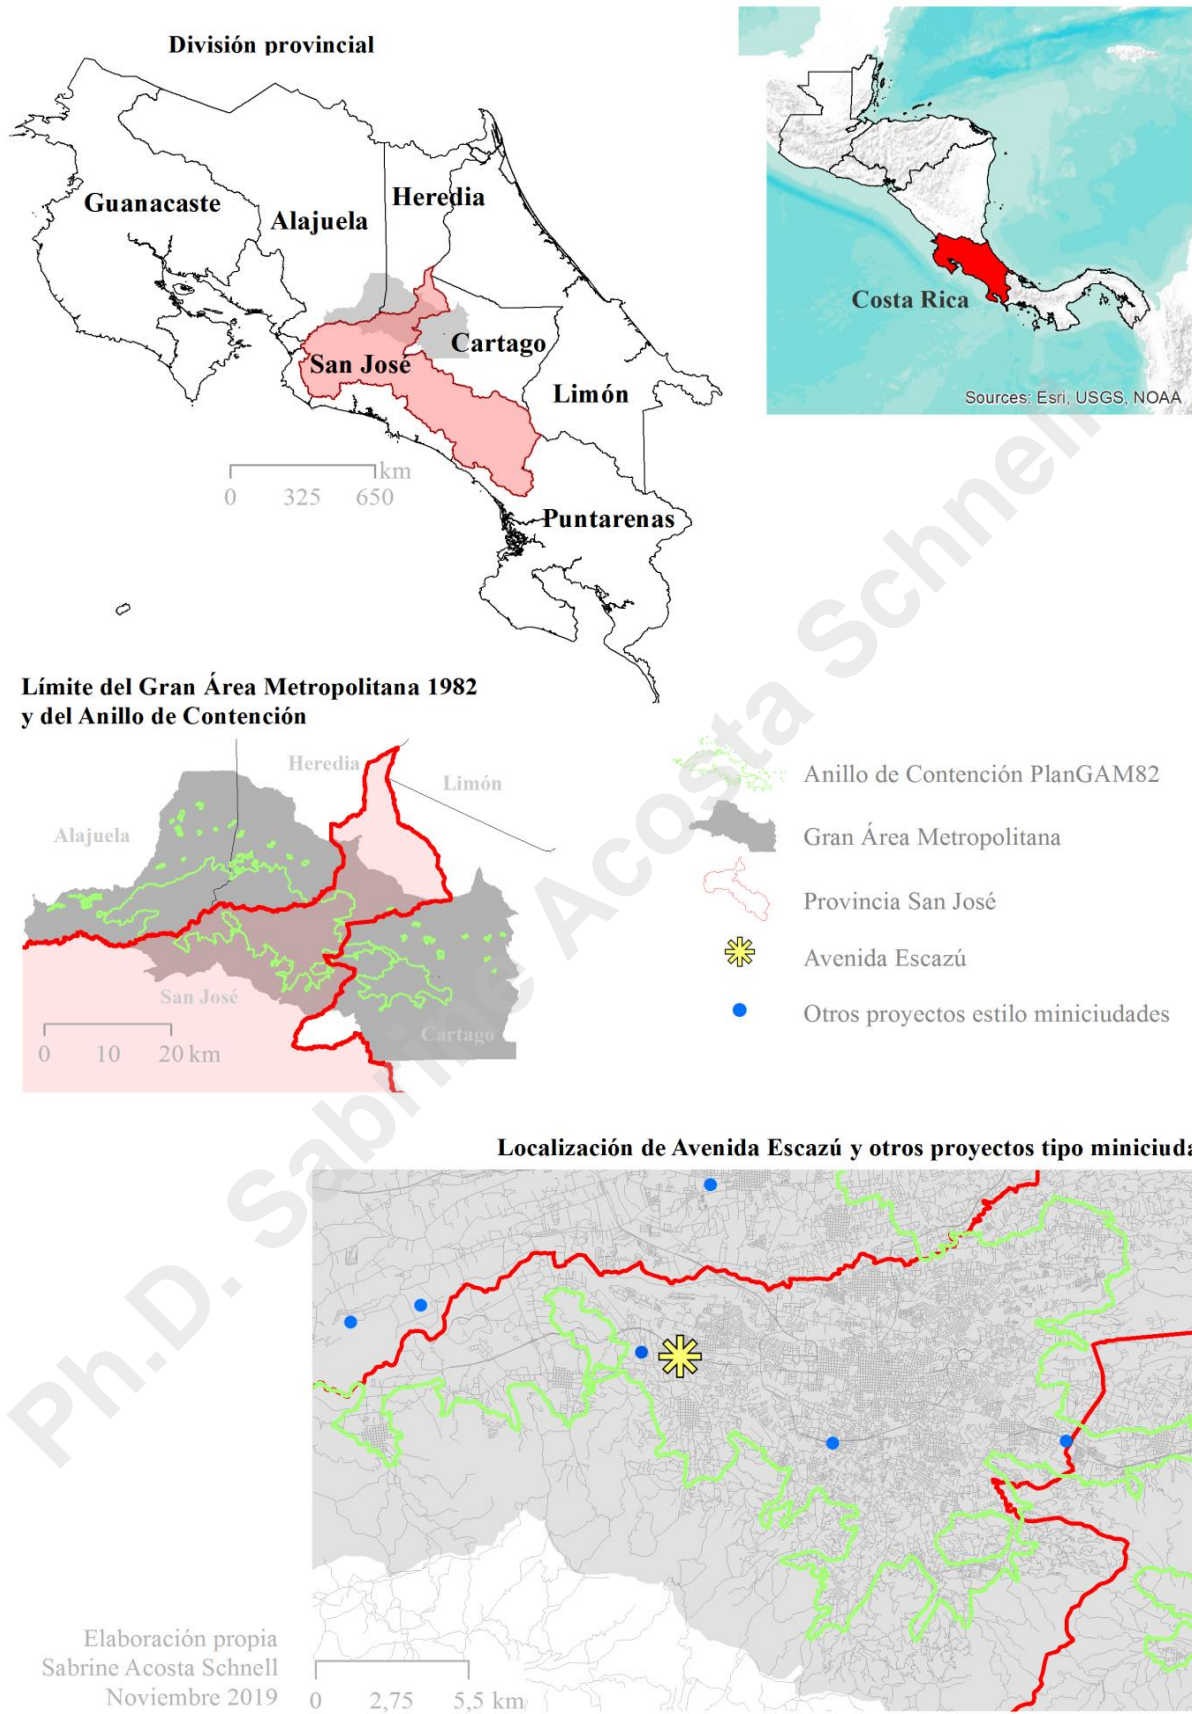 División provincial
Guanacaste
Alajuela
Heredia
San José
Cartago
Limón
Puntarenas
km
0 325 650
Costa Rica
Sources: Esri, USGS, NOAA
Límite del Gran Área Metropolitana 1982
y del Anillo de Contención
Heredia
Limón
Alajuela
San José
Cartago
0 10 20 km
Anillo de Contención PlanGAM82
Gran Área Metropolitana
Provincia San José
Avenida Escazú
Otros proyectos estilo miniciudades
Localización de Avenida Escazú y otros proyectos tipo miniciuda
Elaboración propia
Sabrine Acosta Schnell
Noviembre 2019
0 2,75 5,5 km
Ph.D. Sabrine Acosta Schnell